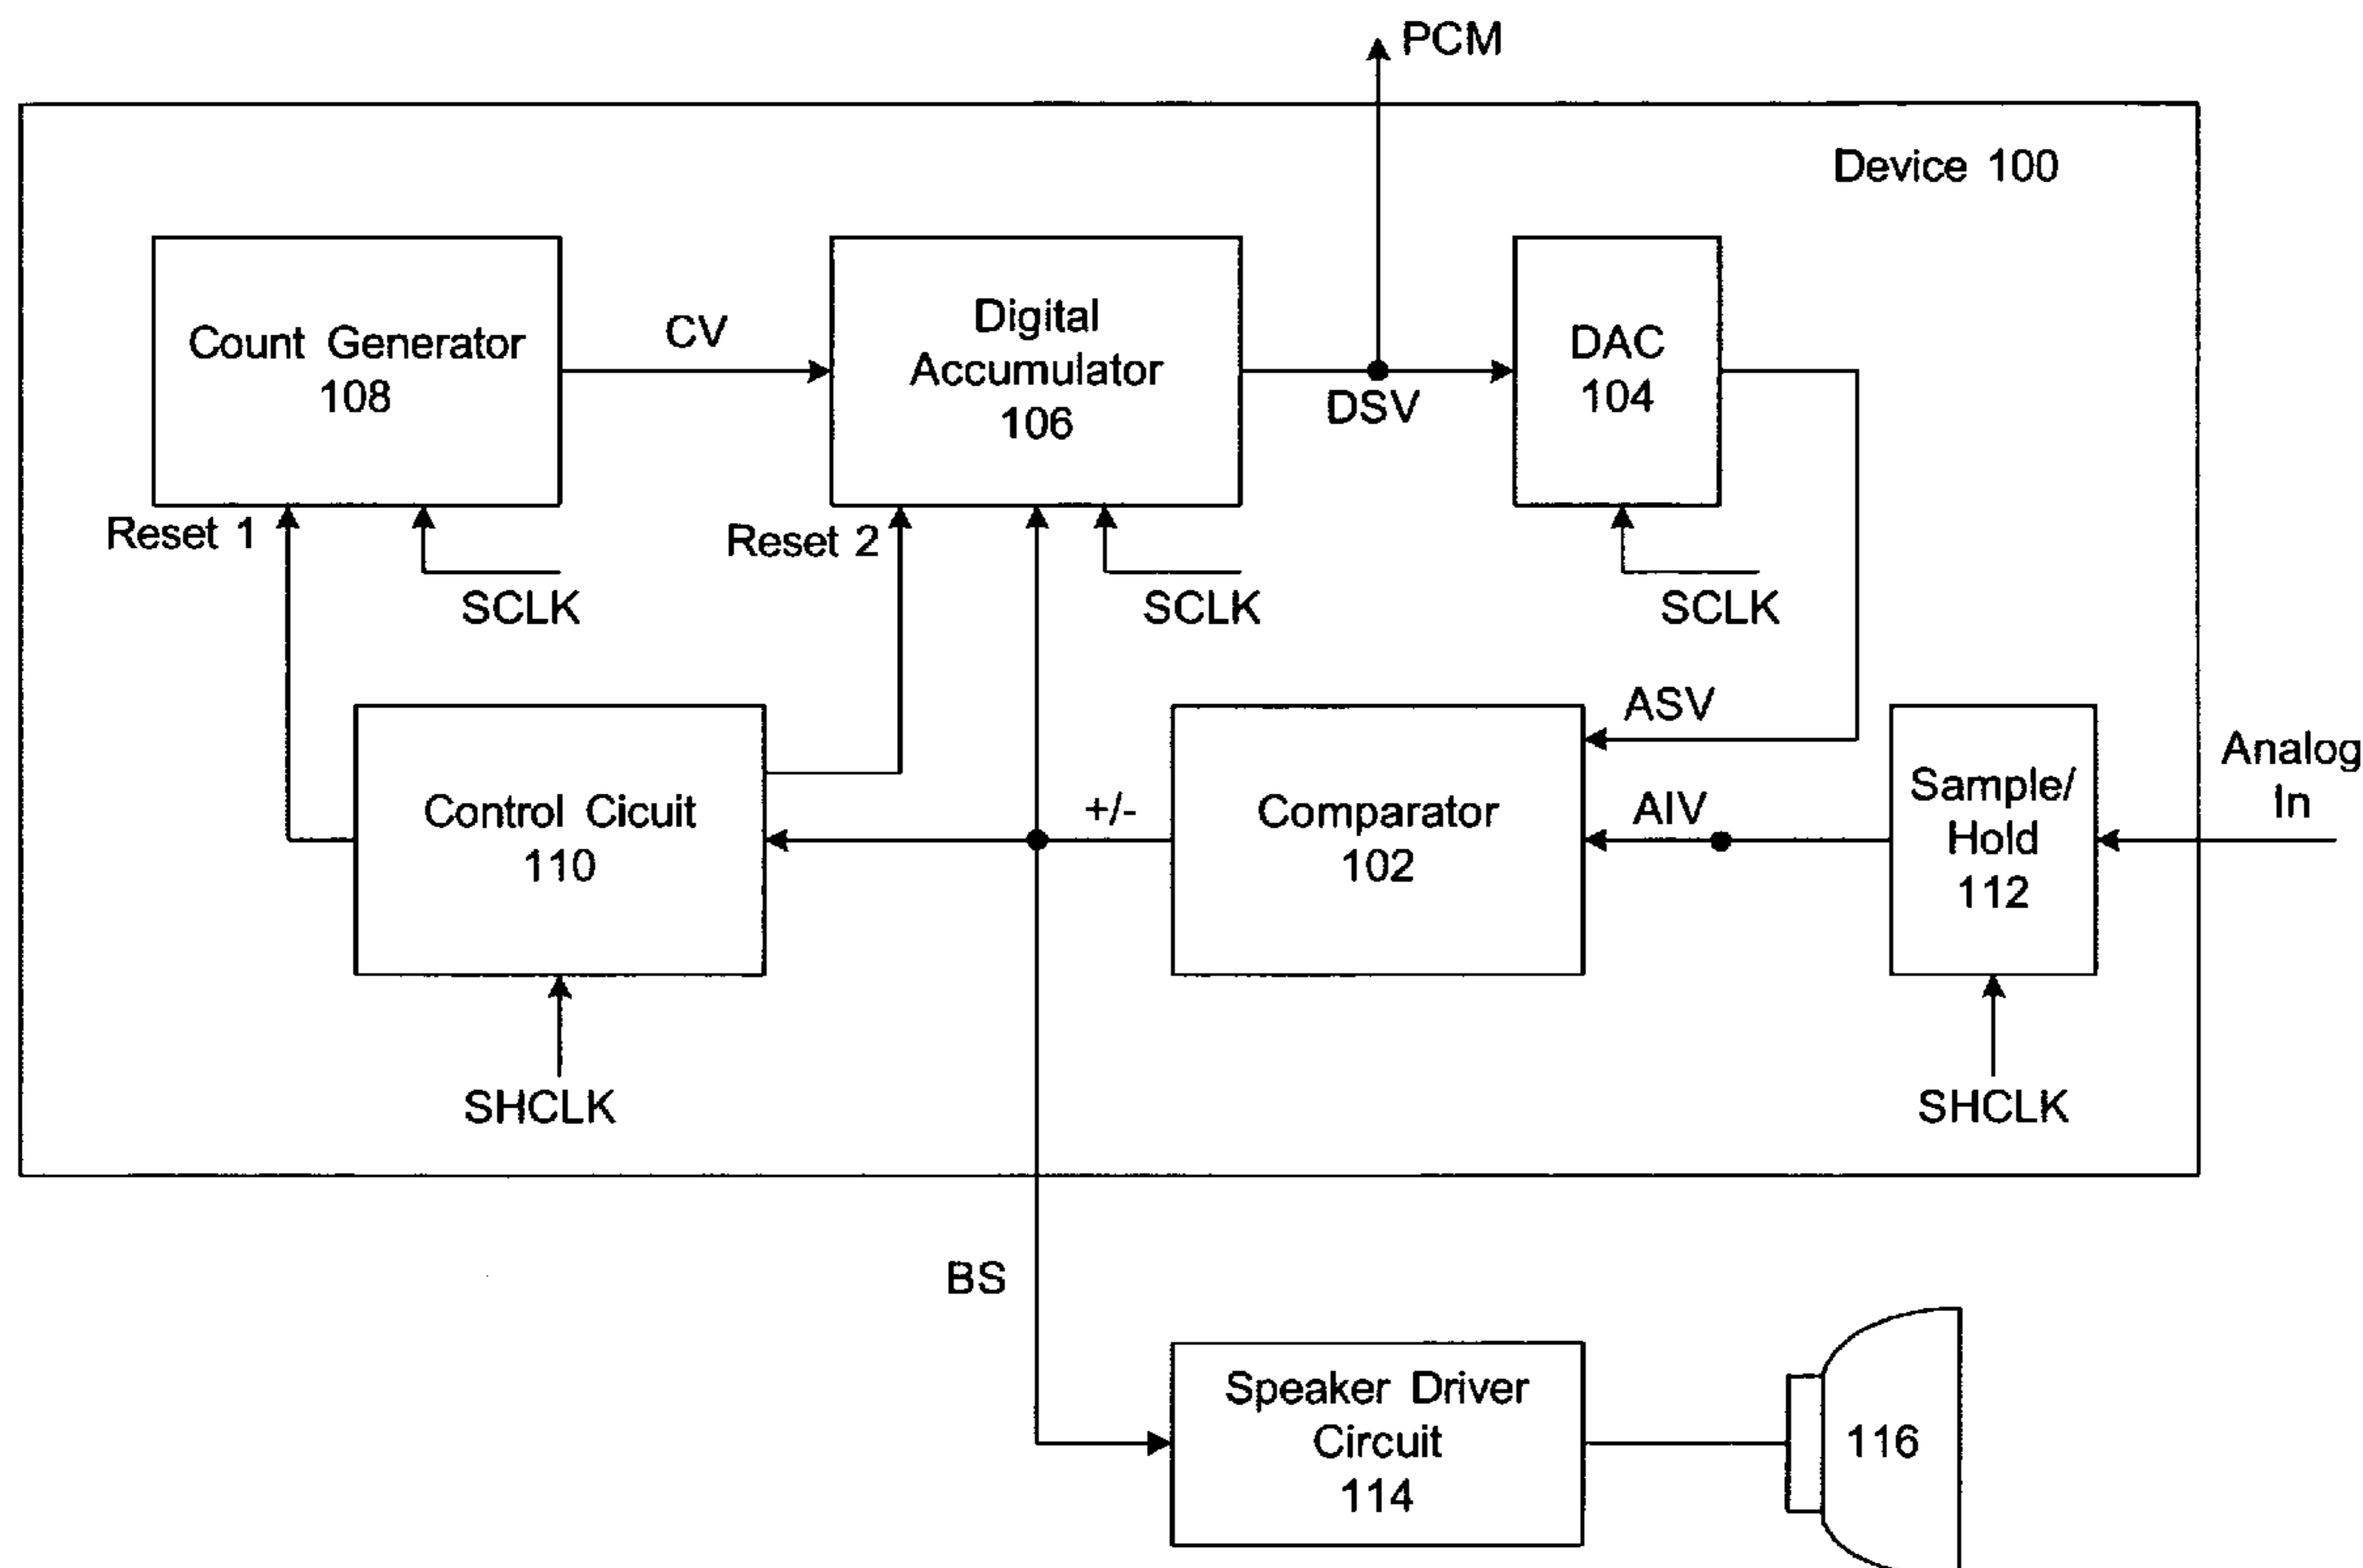 PCM
Device 100
Count Generator
108
CV
Digital
Accumulator
106
DSV
DAC
104
Reset 1
SCLK
Reset 2
SCLK
SCLK
ASV
Control Cicuit
110
+/-
Comparator
102
AIV
Sample/
Hold
112
Analog
In
SHCLK
SHCLK
BS
Speaker Driver
Circuit
114
116